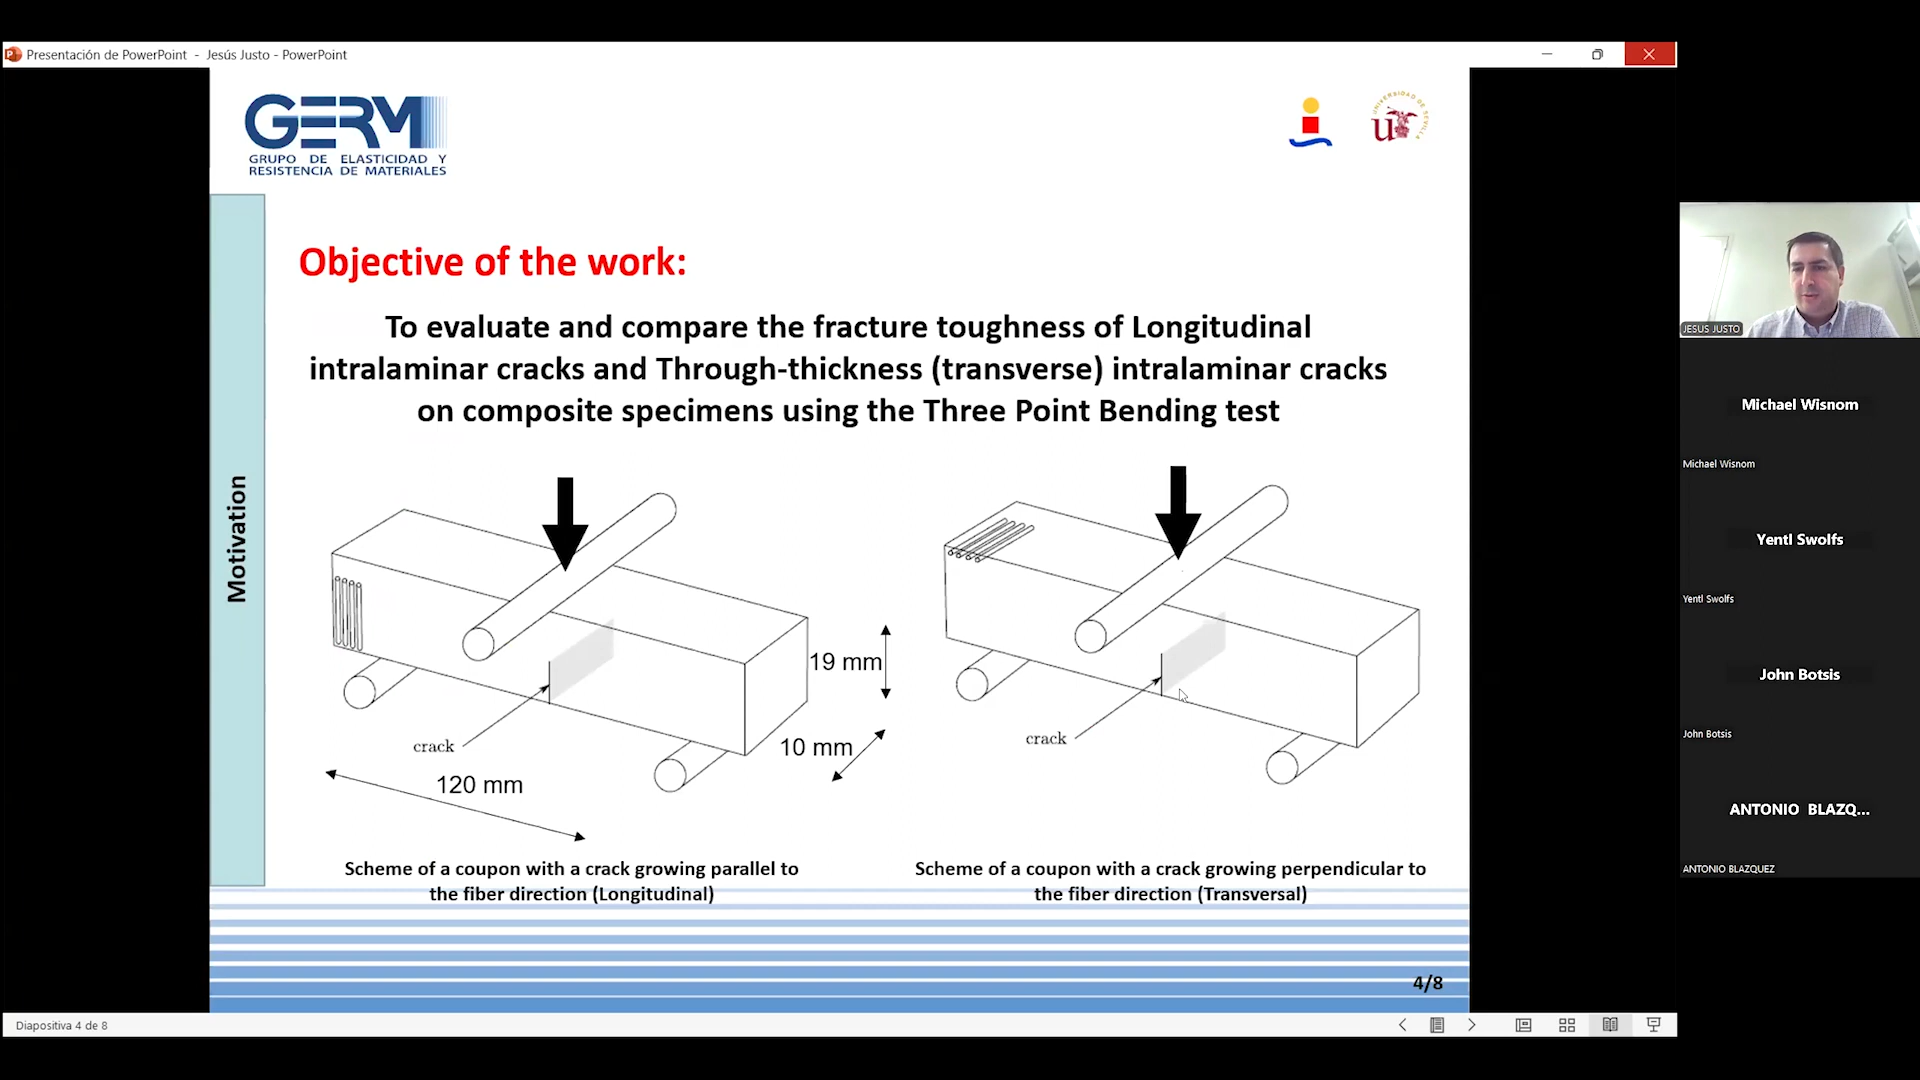 Presentación de PowerPoint - Jesús Justo - PowerPoint
GERM
GRUPO DE ELASTICIDAD Y
RESISTENCIA DE MATERIALES
UNIVERSIDAD DE SEVILLA
Motivation
Objective of the work:
To evaluate and compare the fracture toughness of Longitudinal
intralaminar cracks and Through-thickness (transverse) intralaminar cracks
on composite specimens using the Three Point Bending test
19 mm
10 mm
crack
120 mm
crack
Scheme of a coupon with a crack growing parallel to
the fiber direction (Longitudinal)
Scheme of a coupon with a crack growing perpendicular to
the fiber direction (Transversal)
4/8
Diapositiva 4 de 8
JESUS JUSTO
Michael Wisnom
Michael Wisnom
Yentl Swolfs
Yentl Swolfs
John Botsis
John Botsis
ANTONIO BLAZQ...
ANTONIO BLAZQUEZ